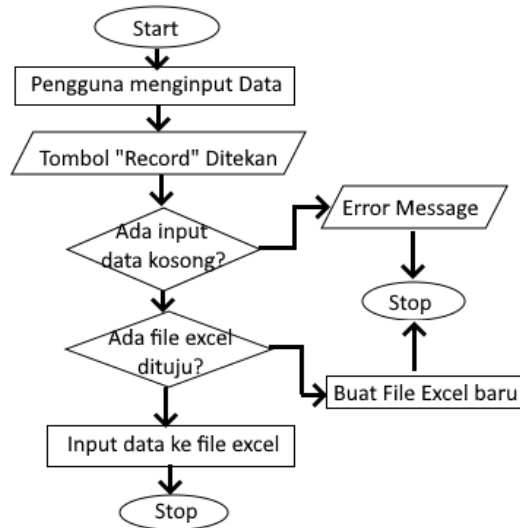 Start
Pengguna menginput Data
Tombol "Record" Ditekan
Ada input
data kosong?
Error Message
Stop
Ada file excel
dituju?
Buat File Excel baru
Input data ke file excel
Stop